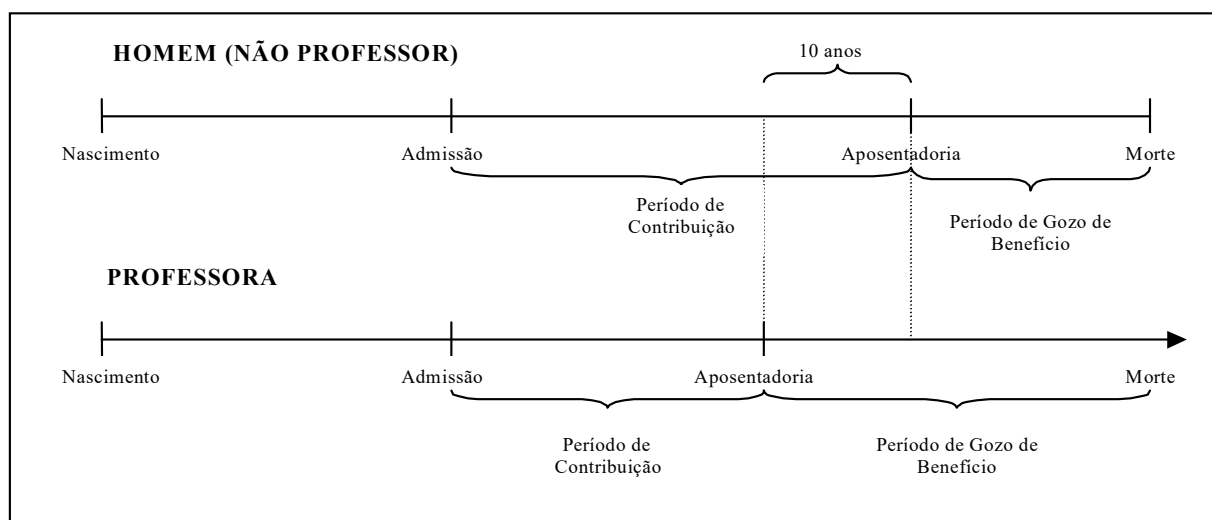 10 anos
HOMEM (NÃO PROFESSOR)
Nascimento
Admissão
Aposentadoria
Morte
Período de
Contribuição
Período de Gozo de
Benefício
PROFESSORA
Nascimento
Admissão
Aposentadoria
Morte
Período de
Contribuição
Período de Gozo de
Benefício